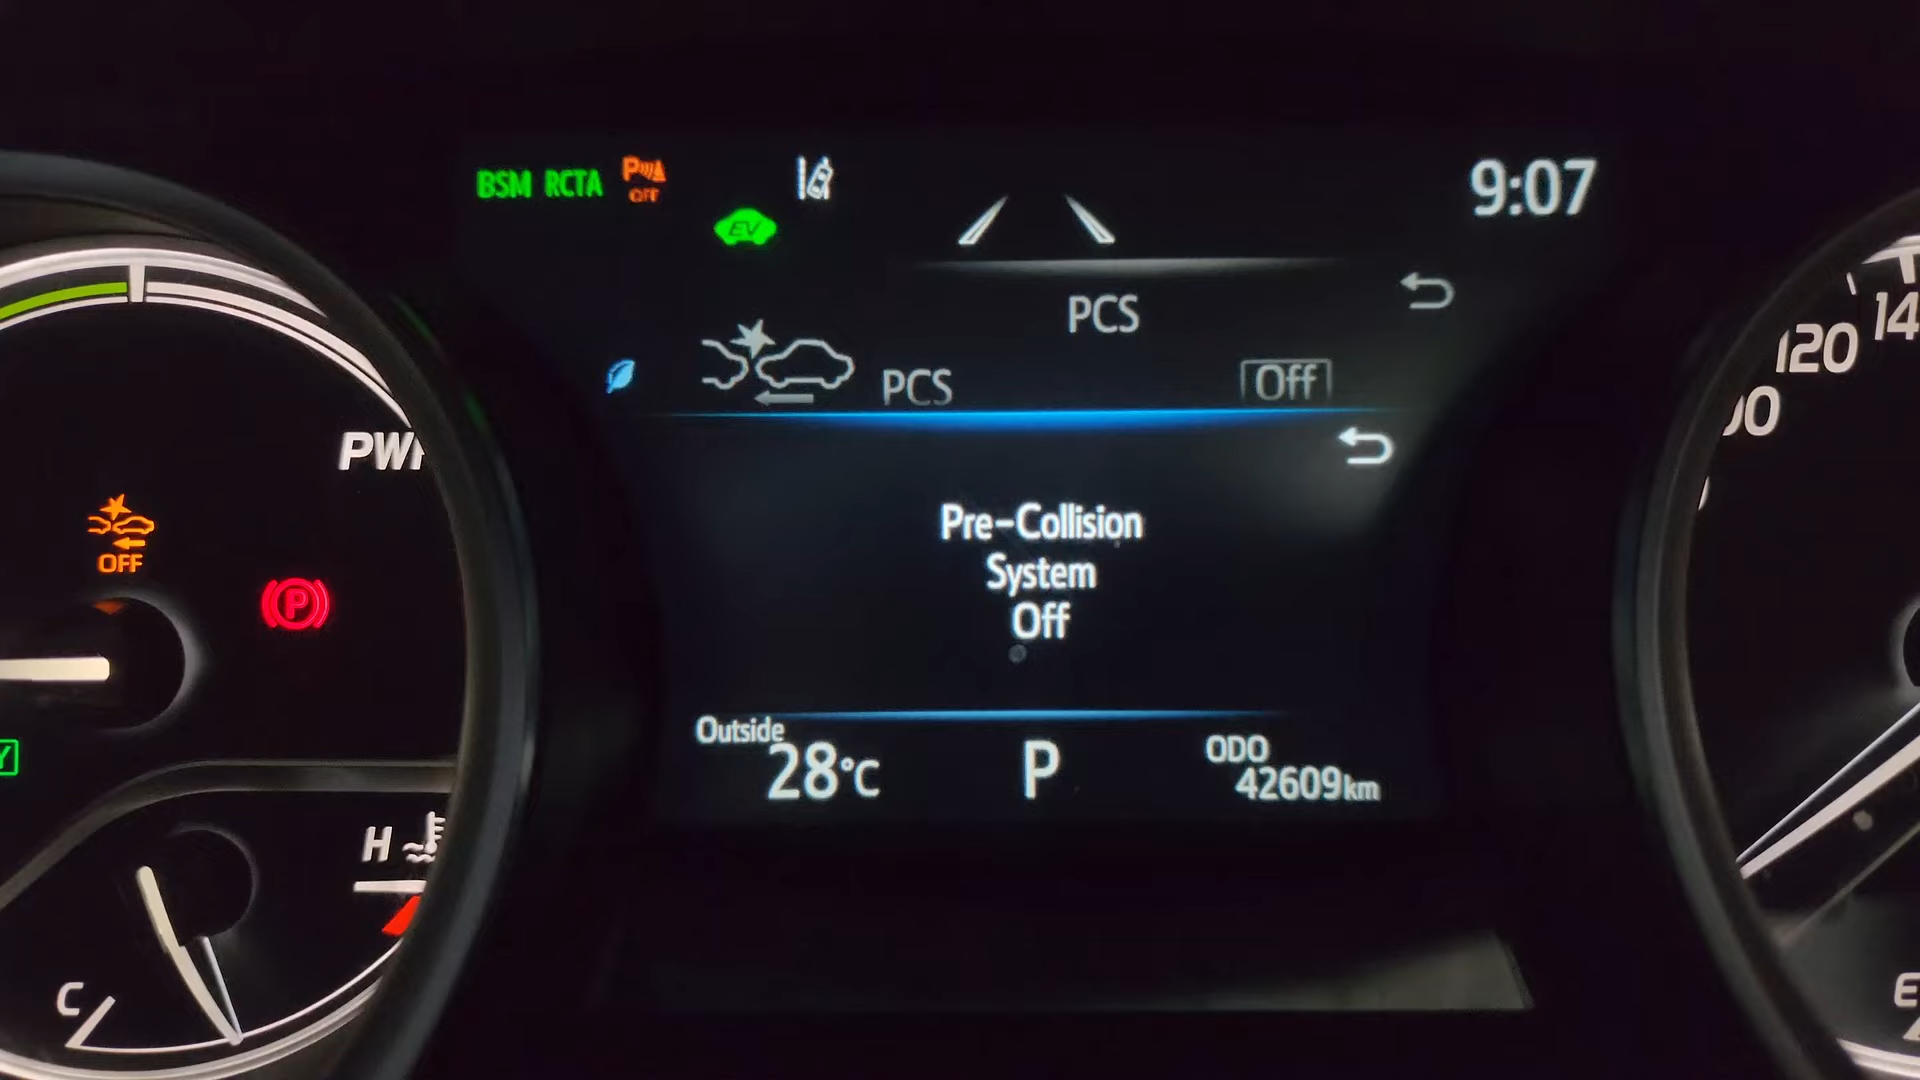 BSM RCTA P OFF
9:07
EV
PCS
PCS Off
Pre-Collision
System
Off
Outside
28°C
P
ODO
42609km
OFF
P
H
C
120